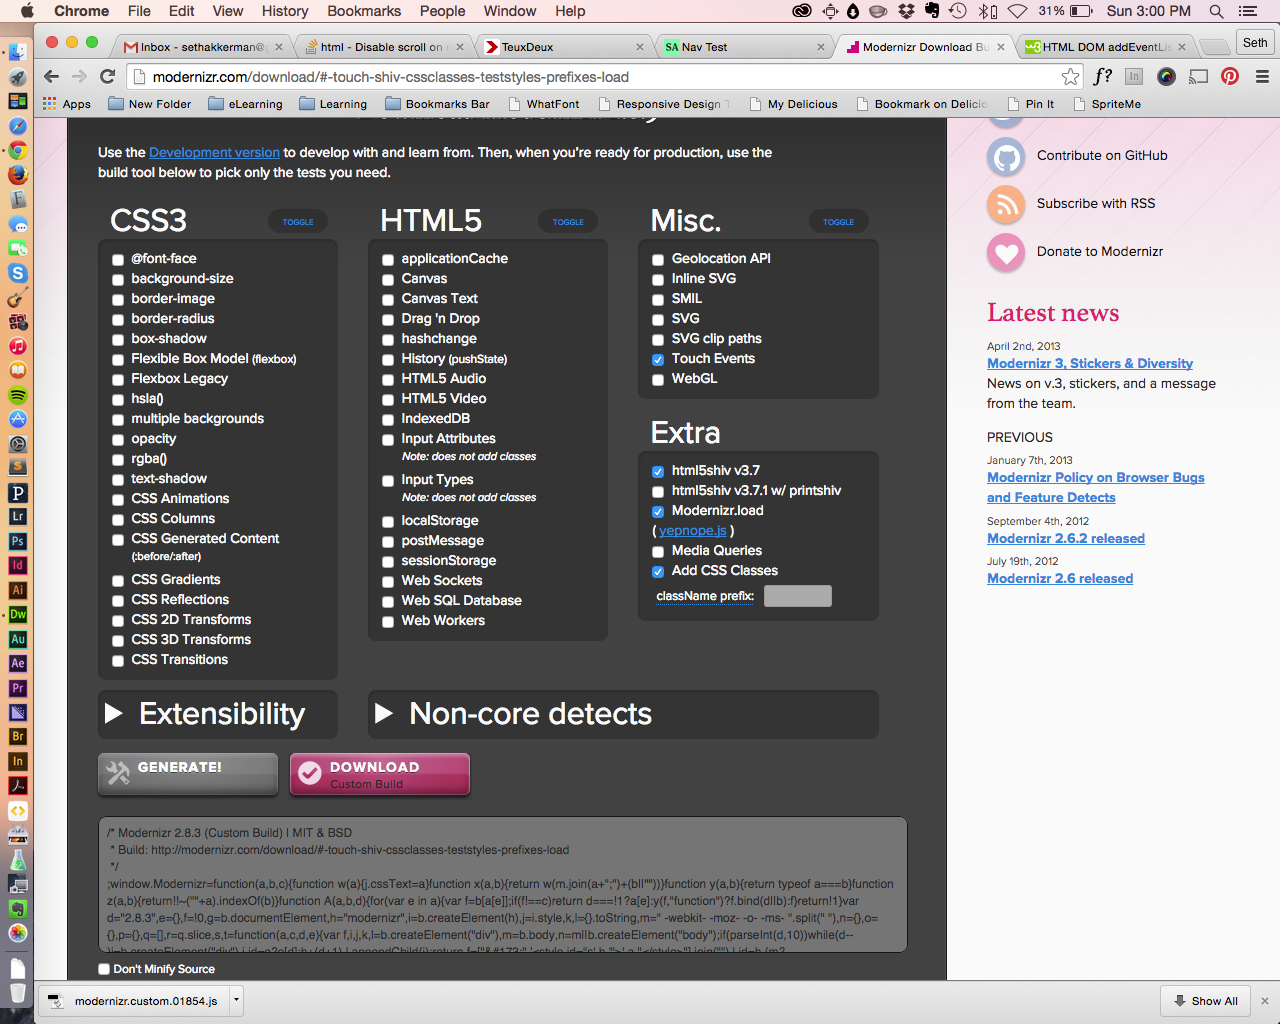 Chrome File Edit View History Bookmarks People Window Help 31% Sun 3:00 PM
Inbox - sethakkerman@ html - Disable scroll on TeuxDeux SA Nav Test Modernizr Download Bu HTML DOM addEventLis Seth
modernizr.com/download/#-touch-shiv-cssclasses-teststyles-prefixes-load f? In
Apps New Folder eLearning Learning Bookmarks Bar WhatFont Responsive Design My Delicious Bookmark on Delicio Pin It SpriteMe
Use the Development version to develop with and learn from. Then, when you're ready for production, use the
build tool below to pick only the tests you need.
CSS3 TOGGLE
@font-face
background-size
border-image
border-radius
box-shadow
Flexible Box Model (flexbox)
Flexbox Legacy
hsla()
multiple backgrounds
opacity
rgba()
text-shadow
CSS Animations
CSS Columns
CSS Generated Content
(:before/:after)
CSS Gradients
CSS Reflections
CSS 2D Transforms
CSS 3D Transforms
CSS Transitions
HTML5 TOGGLE
applicationCache
Canvas
Canvas Text
Drag 'n Drop
hashchange
History (pushState)
HTML5 Audio
HTML5 Video
IndexedDB
Input Attributes
Note: does not add classes
Input Types
Note: does not add classes
localStorage
postMessage
sessionStorage
Web Sockets
Web SQL Database
Web Workers
Misc. TOGGLE
Geolocation API
Inline SVG
SMIL
SVG
SVG clip paths
Touch Events
WebGL
Extra
html5shiv v3.7
html5shiv v3.7.1 w/ printshiv
Modernizr.load
( yepnope.js )
Media Queries
Add CSS Classes
className prefix:
Extensibility
Non-core detects
GENERATE!
DOWNLOAD
Custom Build
/* Modernizr 2.8.3 (Custom Build) | MIT & BSD
* Build: http://modernizr.com/download/#-touch-shiv-cssclasses-teststyles-prefixes-load
*/
;window.Modernizr=function(a,b,c){function w(a){j.cssText=a}function x(a,b){return w(m.join(a+";")+(b||""))}function y(a,b){return typeof a===b}function
z(a,b){return!!~(""+a).indexOf(b)}function A(a,b,d){for(var e in a){var f=b[a[e]];if(f!==c)return d===!1?a[e]:y(f,"function")?f.bind(d||b):f}return!1}var
d="2.8.3",e={},f=!0,g=b.documentElement,h="modernizr",i=b.createElement(h),j=i.style,k,l={}.toString,m=" -webkit- -moz- -o- -ms- ".split(" "),n={},o=
{},p={},q=[],r=q.slice,s,t=function(a,c,d,e){var f,i,j,k,l=b.createElement("div"),m=b.body,n=m||b.createElement("body");if(parseInt(d,10))while(d--
Don't Minify Source
Contribute on GitHub
Subscribe with RSS
Donate to Modernizr
Latest news
April 2nd, 2013
Modernizr 3, Stickers & Diversity
News on v.3, stickers, and a message
from the team.
PREVIOUS
January 7th, 2013
Modernizr Policy on Browser Bugs
and Feature Detects
September 4th, 2012
Modernizr 2.6.2 released
July 19th, 2012
Modernizr 2.6 released
P
Lr
Ps
Id
Ai
Dw
Au
Ae
Pr
Br
In
modernizr.custom.01854.js Show All